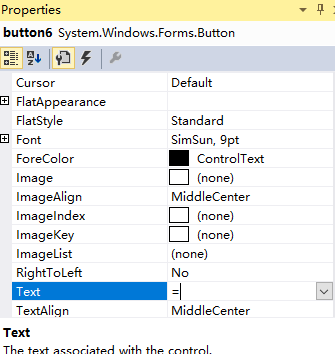 Properties
button6 System.Windows.Forms.Button
Cursor Default
FlatAppearance
FlatStyle Standard
Font SimSun, 9pt
ForeColor ControlText
Image (none)
ImageAlign MiddleCenter
ImageIndex (none)
ImageKey (none)
ImageList (none)
RightToLeft No
Text =
TextAlign MiddleCenter
Text
The text associated with the control.